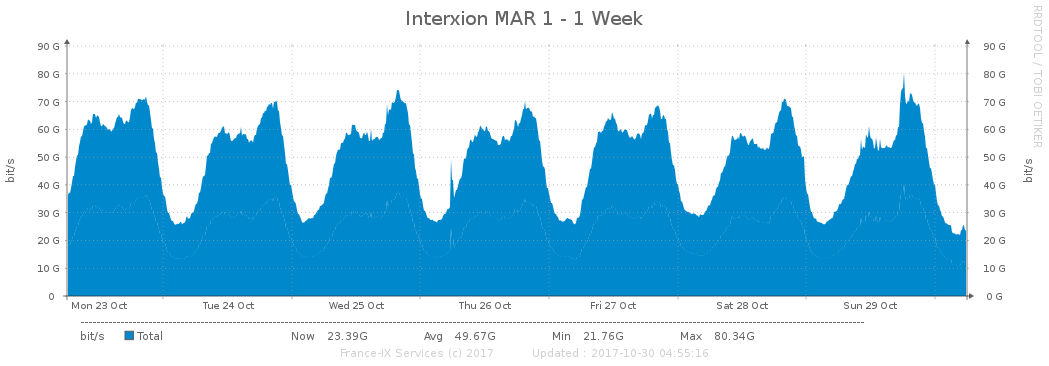 Interxion MAR 1 - 1 Week
RRDTOOL / TOBI OETIKER
90 G 90 G
80 G 80 G
70 G 70 G
60 G 60 G
50 G 50 G
40 G 40 G
30 G 30 G
20 G 20 G
10 G 10 G
0 0 G
bit/s
bit/s
Mon 23 Oct Tue 24 Oct Wed 25 Oct Thu 26 Oct Fri 27 Oct Sat 28 Oct Sun 29 Oct
bit/s Total Now 23.39G Avg 49.67G Min 21.76G Max 80.34G
France-IX Services (c) 2017 Updated : 2017-10-30 04:55:16